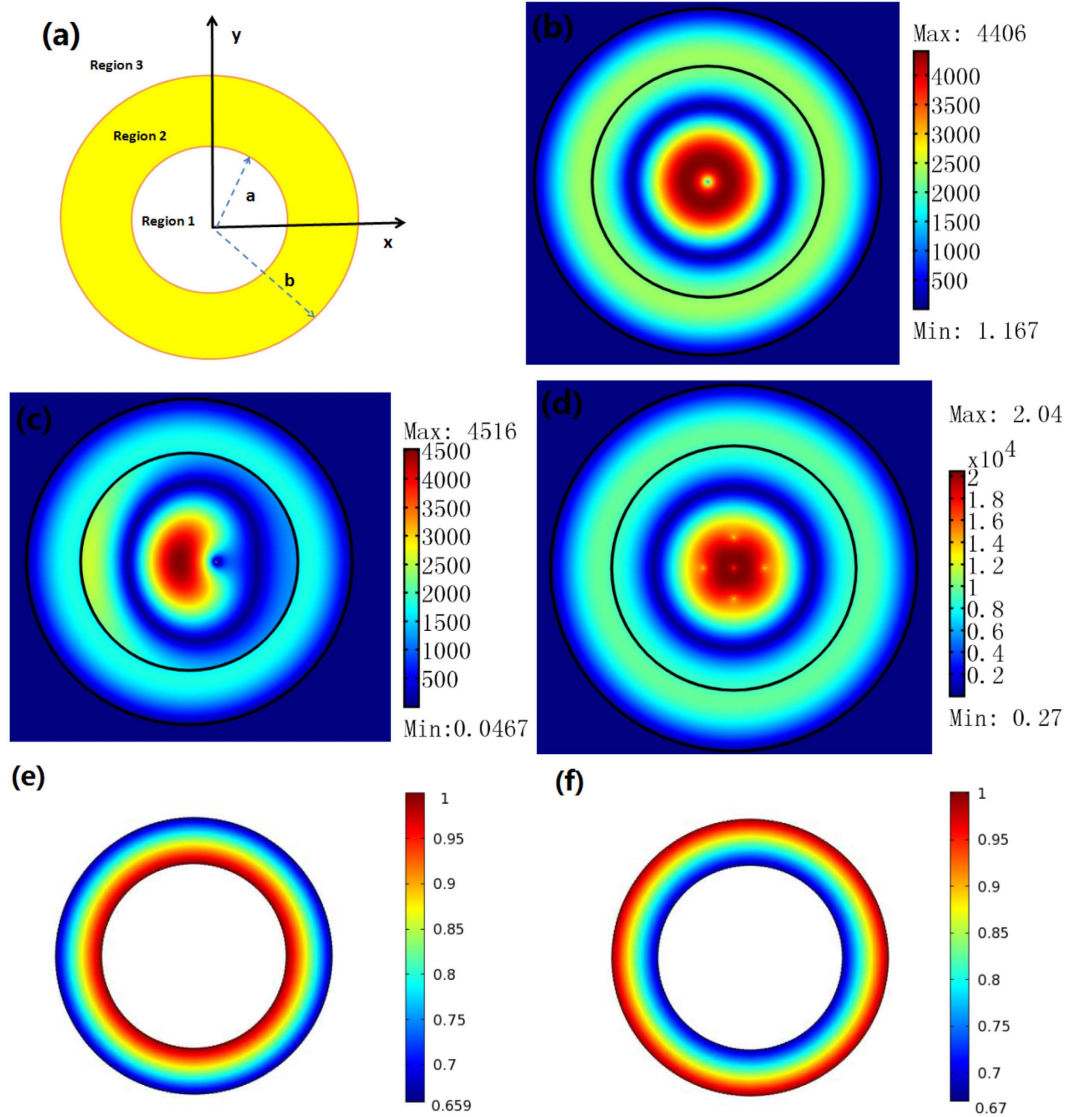 (a)
y
Region 3
Region 2
a
Region 1
x
b
(b)
Max: 4406
4000
3500
3000
2500
2000
1500
1000
500
Min: 1.167
(c)
Max: 4516
4500
4000
3500
3000
2500
2000
1500
1000
500
Min:0.0467
(d)
Max: 2.04
x10^4
2
1.8
1.6
1.4
1.2
1
0.8
0.6
0.4
0.2
Min: 0.27
(e)
1
0.95
0.9
0.85
0.8
0.75
0.7
0.659
(f)
1
0.95
0.9
0.85
0.8
0.75
0.7
0.67